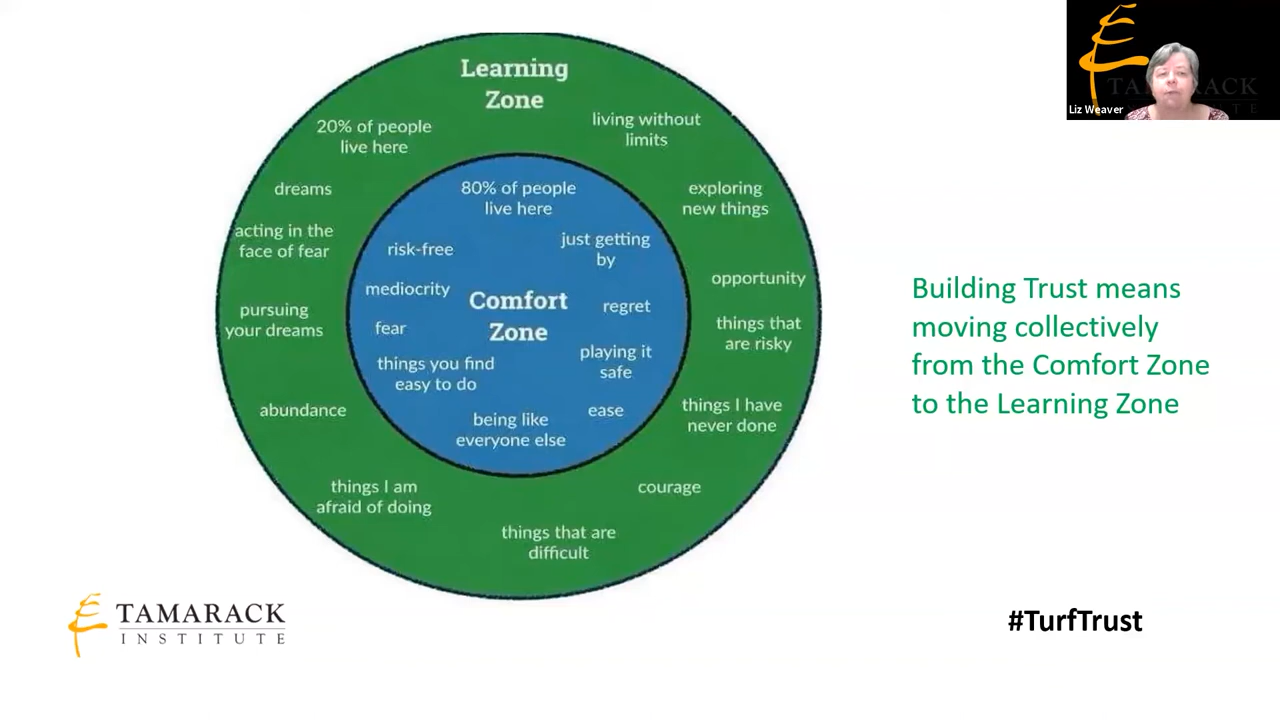 Learning
Zone
20% of people
live here
living without
limits
dreams
exploring
new things
acting in the
face of fear
opportunity
pursuing
your dreams
things that
are risky
abundance
things I have
never done
things I am
afraid of doing
courage
things that are
difficult
80% of people
live here
risk-free
just getting
by
mediocrity
Comfort
Zone
regret
fear
playing it
safe
things you find
easy to do
ease
being like
everyone else
Building Trust means
moving collectively
from the Comfort Zone
to the Learning Zone
TAMARACK
INSTITUTE
#TurfTrust
Liz Weaver